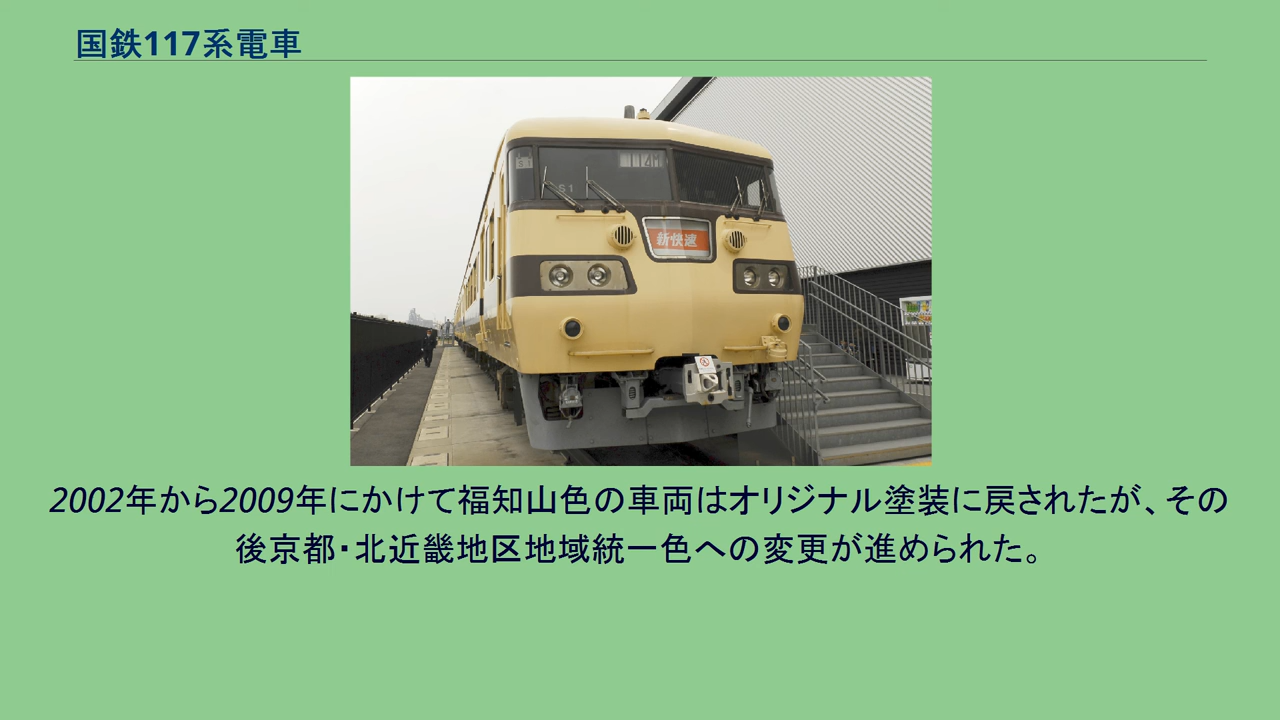 国鉄117系電車
S1
114M
S1
新快速
2002年から2009年にかけて福知山色の車両はオリジナル塗装に戻されたが、その
後京都・北近畿地区地域統一色への変更が進められた。